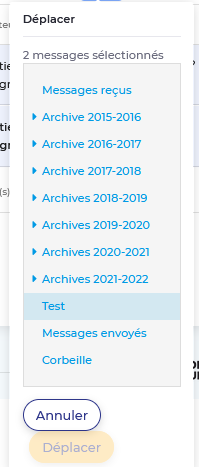 Déplacer
2 messages sélectionnés
Messages reçus
Archive 2015-2016
Archive 2016-2017
Archive 2017-2018
Archives 2018-2019
Archives 2019-2020
Archives 2020-2021
Archives 2021-2022
Test
Messages envoyés
Corbeille
Annuler
Déplacer